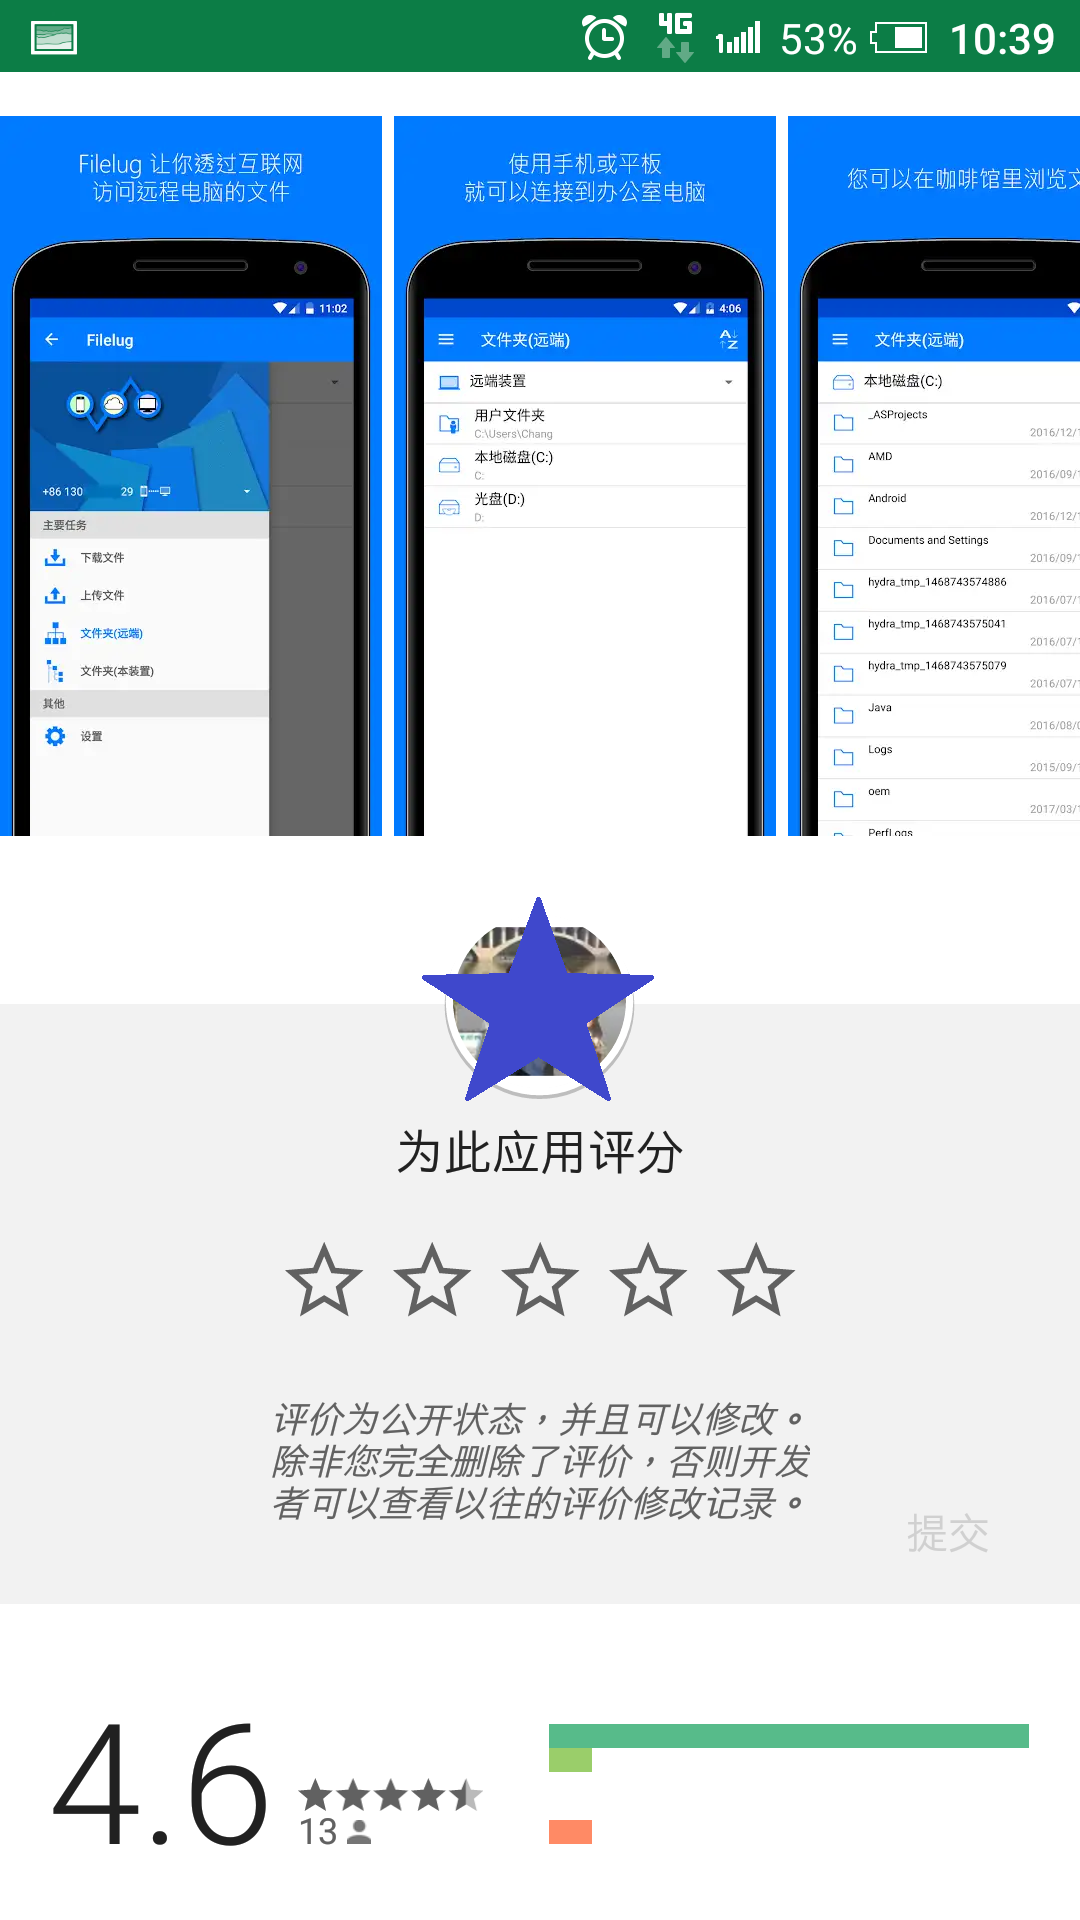 4G
53%
10:39
Filelug 让你透过互联网
访问远程电脑的文件
11:02
Filelug
+86 130
29
主要任务
下载文件
上传文件
文件夹(远端)
文件夹(本装置)
其他
设置
使用手机或平板
就可以连接到办公室电脑
4:06
文件夹(远端)
A
Z
远端装置
用户文件夹
C:\Users\Chang
本地磁盘(C:)
C:
光盘(D:)
D:
您可以在咖啡馆里浏览文
文件夹(远端)
本地磁盘(C:)
_ASProjects
2016/12/1
AMD
2016/09/1
Android
2016/12/1
Documents and Settings
2016/09/1
hydra_tmp_1468743574886
2016/07/1
hydra_tmp_1468743575041
2016/07/1
hydra_tmp_1468743575079
2016/07/1
Java
2016/08/0
Logs
2015/09/1
oem
2017/03/1
PerfLogs
为此应用评分
评价为公开状态，并且可以修改。
除非您完全删除了评价，否则开发
者可以查看以往的评价修改记录。
提交
4.6
13